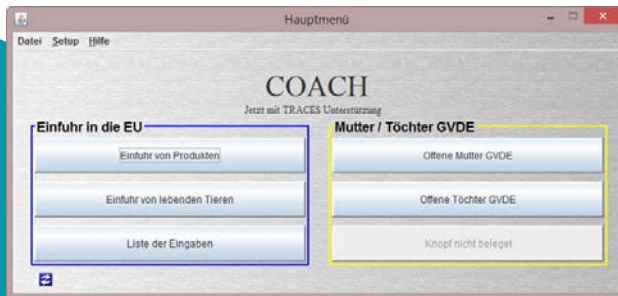 Hauptmenü
Datei Setup Hilfe
COACH
Jetzt mit TRACES Unterstürzung
Einfuhr in die EU
Einfuhr von Produkten
Einfuhr von lebenden Tieren
Liste der Eingaben
Mutter / Töchter GVDE
Offene Mutter GVDE
Offene Töchter GVDE
Knopf nicht beleget